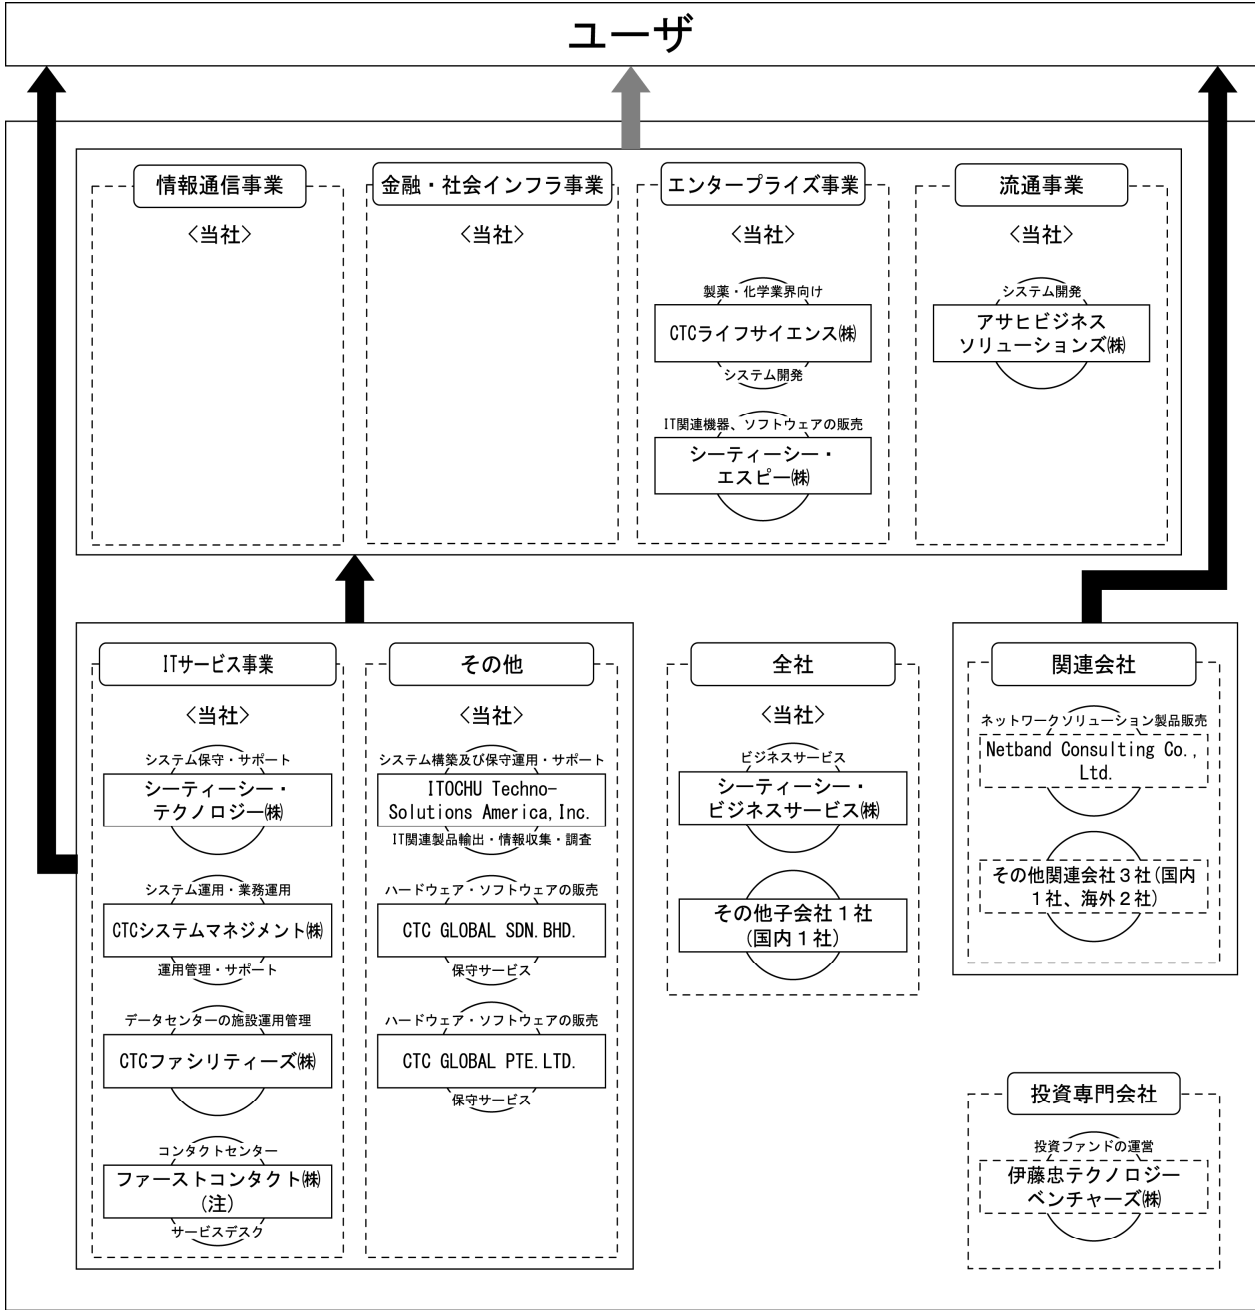 ユーザ
情報通信事業
〈当社〉
金融・社会インフラ事業
〈当社〉
エンタープライズ事業
〈当社〉
製薬・化学業界向け
CTCライフサイエンス㈱
システム開発
IT関連機器、ソフトウェアの販売
シーティーシー・
エスピー㈱
流通事業
〈当社〉
システム開発
アサヒビジネス
ソリューションズ㈱
ITサービス事業
〈当社〉
システム保守・サポート
シーティーシー・
テクノロジー㈱
システム運用・業務運用
CTCシステムマネジメント㈱
運用管理・サポート
データセンターの施設運用管理
CTCファシリティーズ㈱
コンタクトセンター
ファーストコンタクト㈱
(注)
サービスデスク
その他
〈当社〉
システム構築及び保守運用・サポート
ITOCHU Techno-
Solutions America, Inc.
IT関連製品輸出・情報収集・調査
ハードウェア・ソフトウェアの販売
CTC GLOBAL SDN. BHD.
保守サービス
ハードウェア・ソフトウェアの販売
CTC GLOBAL PTE. LTD.
保守サービス
全社
〈当社〉
ビジネスサービス
シーティーシー・
ビジネスサービス㈱
その他子会社１社
(国内１社)
関連会社
ネットワークソリューション製品販売
Netband Consulting Co.,
Ltd.
その他関連会社３社(国内
１社、海外２社)
投資専門会社
投資ファンドの運営
伊藤忠テクノロジー
ベンチャーズ㈱